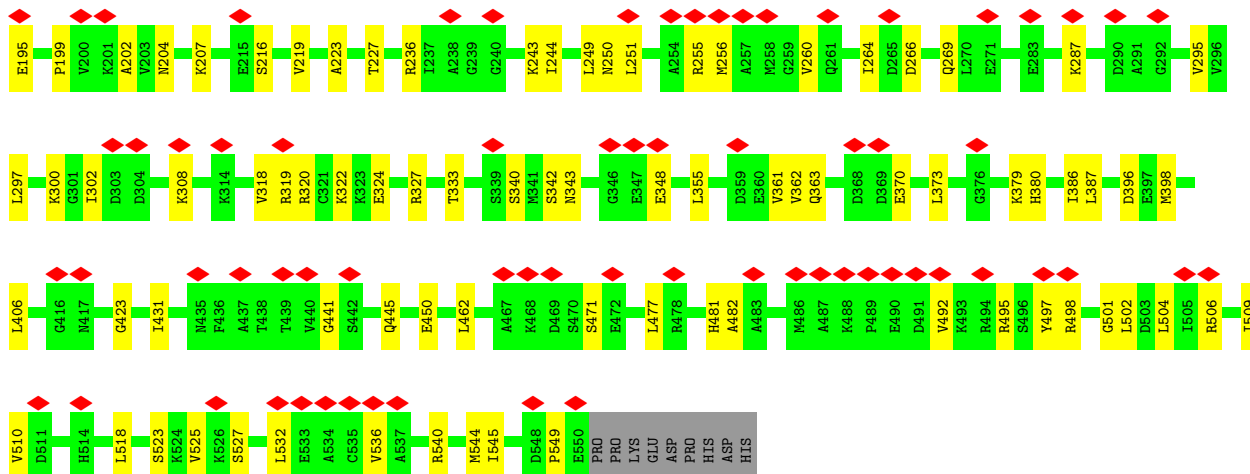 E195 P199 V200 K201 A202 V203 N204 K207 E215 S216 V219 A223 T227 R236 I237 A238 G239 G240 K243 I244 L249 N250 L251 A254 R255 M256 A257 M258 G259 V260 Q261 I264 D265 D266 Q269 L270 E271 E283 K287 D290 A291 G292 V295 V296
L297 K300 G301 I302 D303 D304 K308 K314 V318 R319 R320 C321 K322 K323 E324 R327 T333 S339 S340 M341 S342 N343 G346 E347 E348 L355 D359 E360 V361 V362 Q363 D368 D369 E370 L373 G376 K379 H380 I386 L387 D396 E397 M398
L406 G416 N417 G423 I431 N435 F436 A437 T438 T439 V440 G441 S442 Q445 E450 L462 A467 K468 D469 S470 S471 E472 L477 R478 H481 A482 A483 M486 A487 K488 P489 E490 D491 V492 K493 R494 R495 S496 Y497 R498 G501 L502 D503 L504 I505 R506 I509
V510 D511 H514 L518 S523 K524 V525 K526 S527 L532 E533 A534 C535 V536 A537 R540 M544 I545 D548 P549 E550 PRO PRO LYS GLU ASP PRO HIS ASP HIS